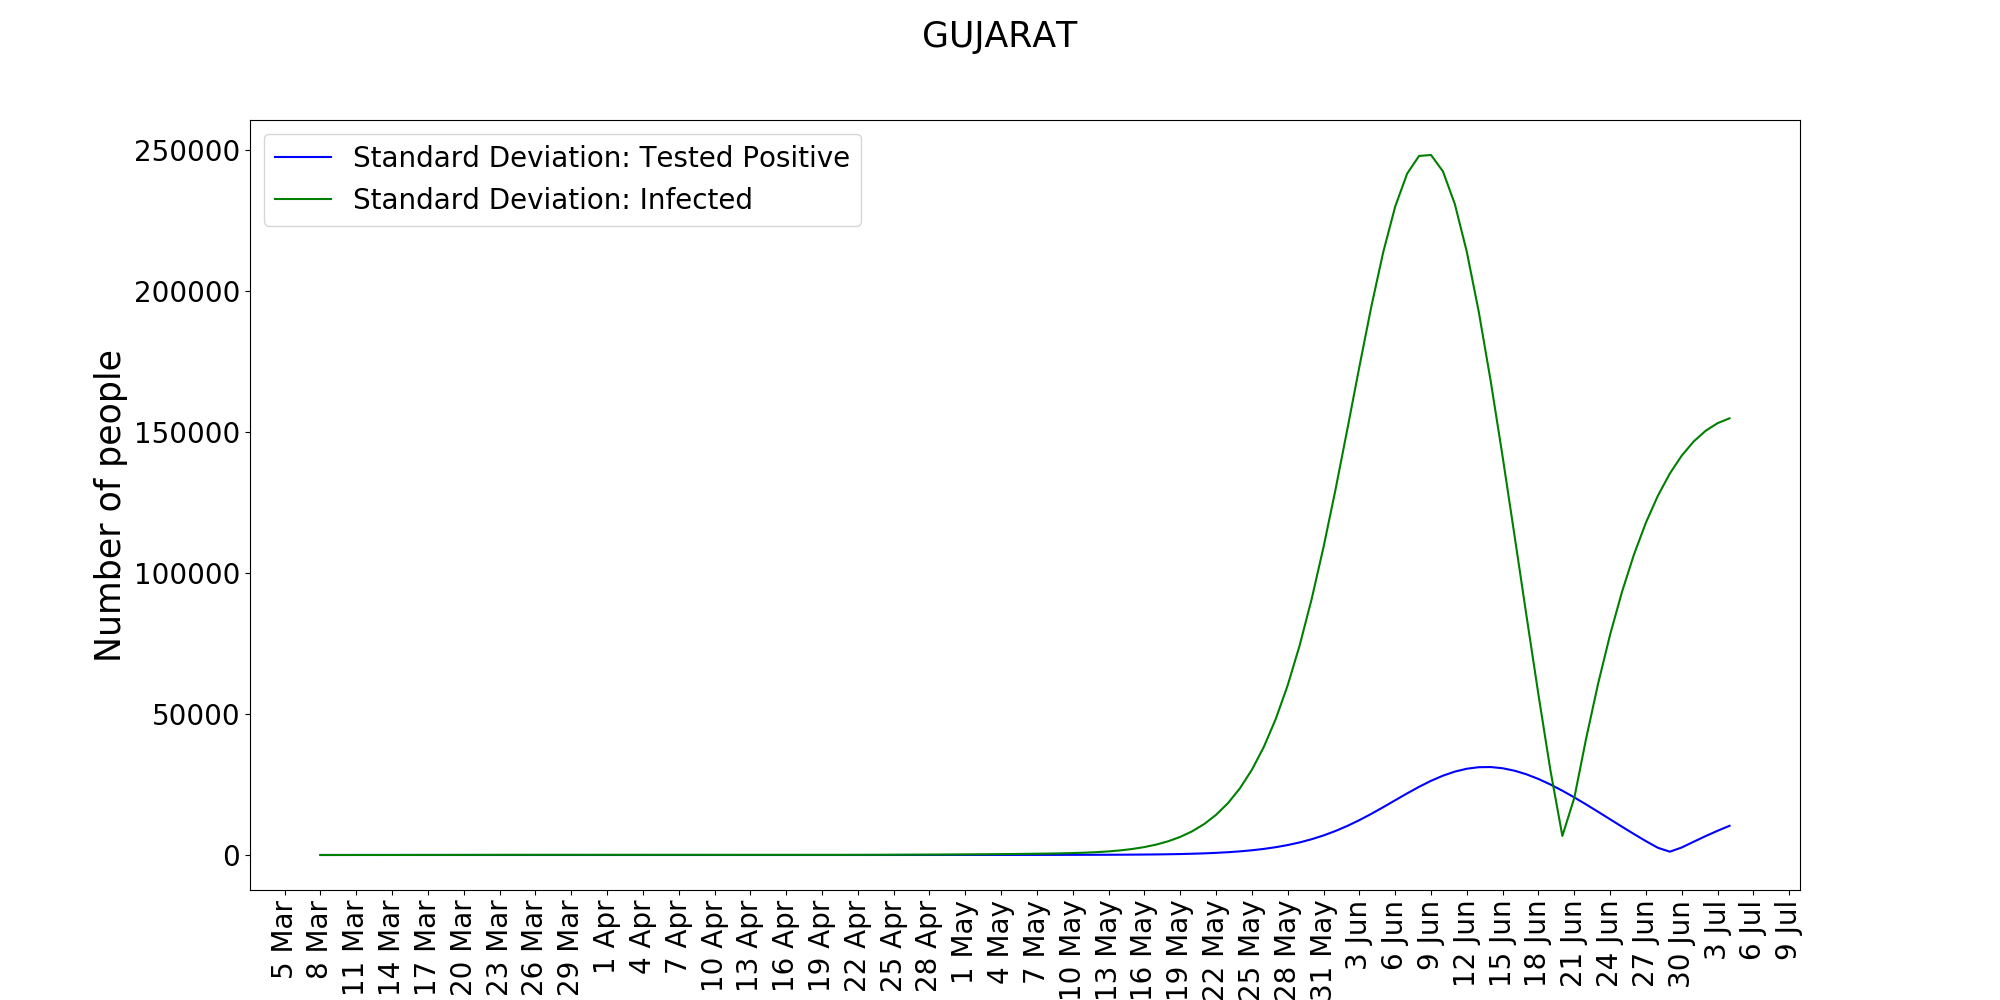 GUJARAT
Standard Deviation: Tested Positive
Standard Deviation: Infected
Number of people
250000
200000
150000
100000
50000
0
5 Mar
8 Mar
11 Mar
14 Mar
17 Mar
20 Mar
23 Mar
26 Mar
29 Mar
1 Apr
4 Apr
7 Apr
10 Apr
13 Apr
16 Apr
19 Apr
22 Apr
25 Apr
28 Apr
1 May
4 May
7 May
10 May
13 May
16 May
19 May
22 May
25 May
28 May
31 May
3 Jun
6 Jun
9 Jun
12 Jun
15 Jun
18 Jun
21 Jun
24 Jun
27 Jun
30 Jun
3 Jul
6 Jul
9 Jul